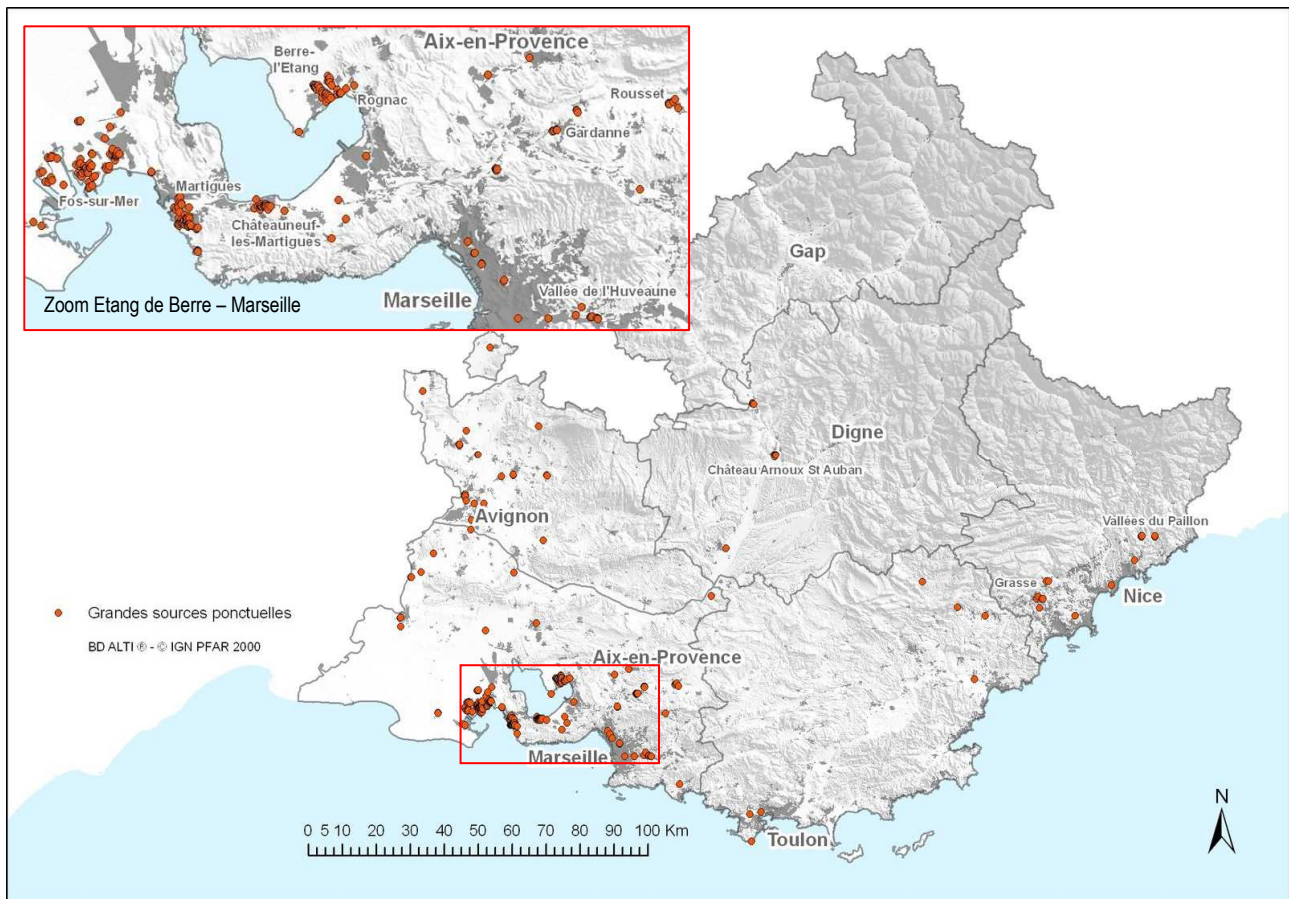 Aix-en-Provence
Berre-
l'Etang
Rognac
Rousset
Gardanne
Martigues
Fos-sur-Mer
Châteauneuf-
les-Martigues
Marseille
Vallée de l'Huveaune
Zoom Etang de Berre – Marseille
Gap
Digne
Château Arnoux St Auban
Avignon
Vallées du Paillon
Grasse
Nice
Grandes sources ponctuelles
BD ALTI ® - © IGN PFAR 2000
Aix-en-Provence
Marseille
Toulon
0 5 10 20 30 40 50 60 70 80 90 100 Km
N